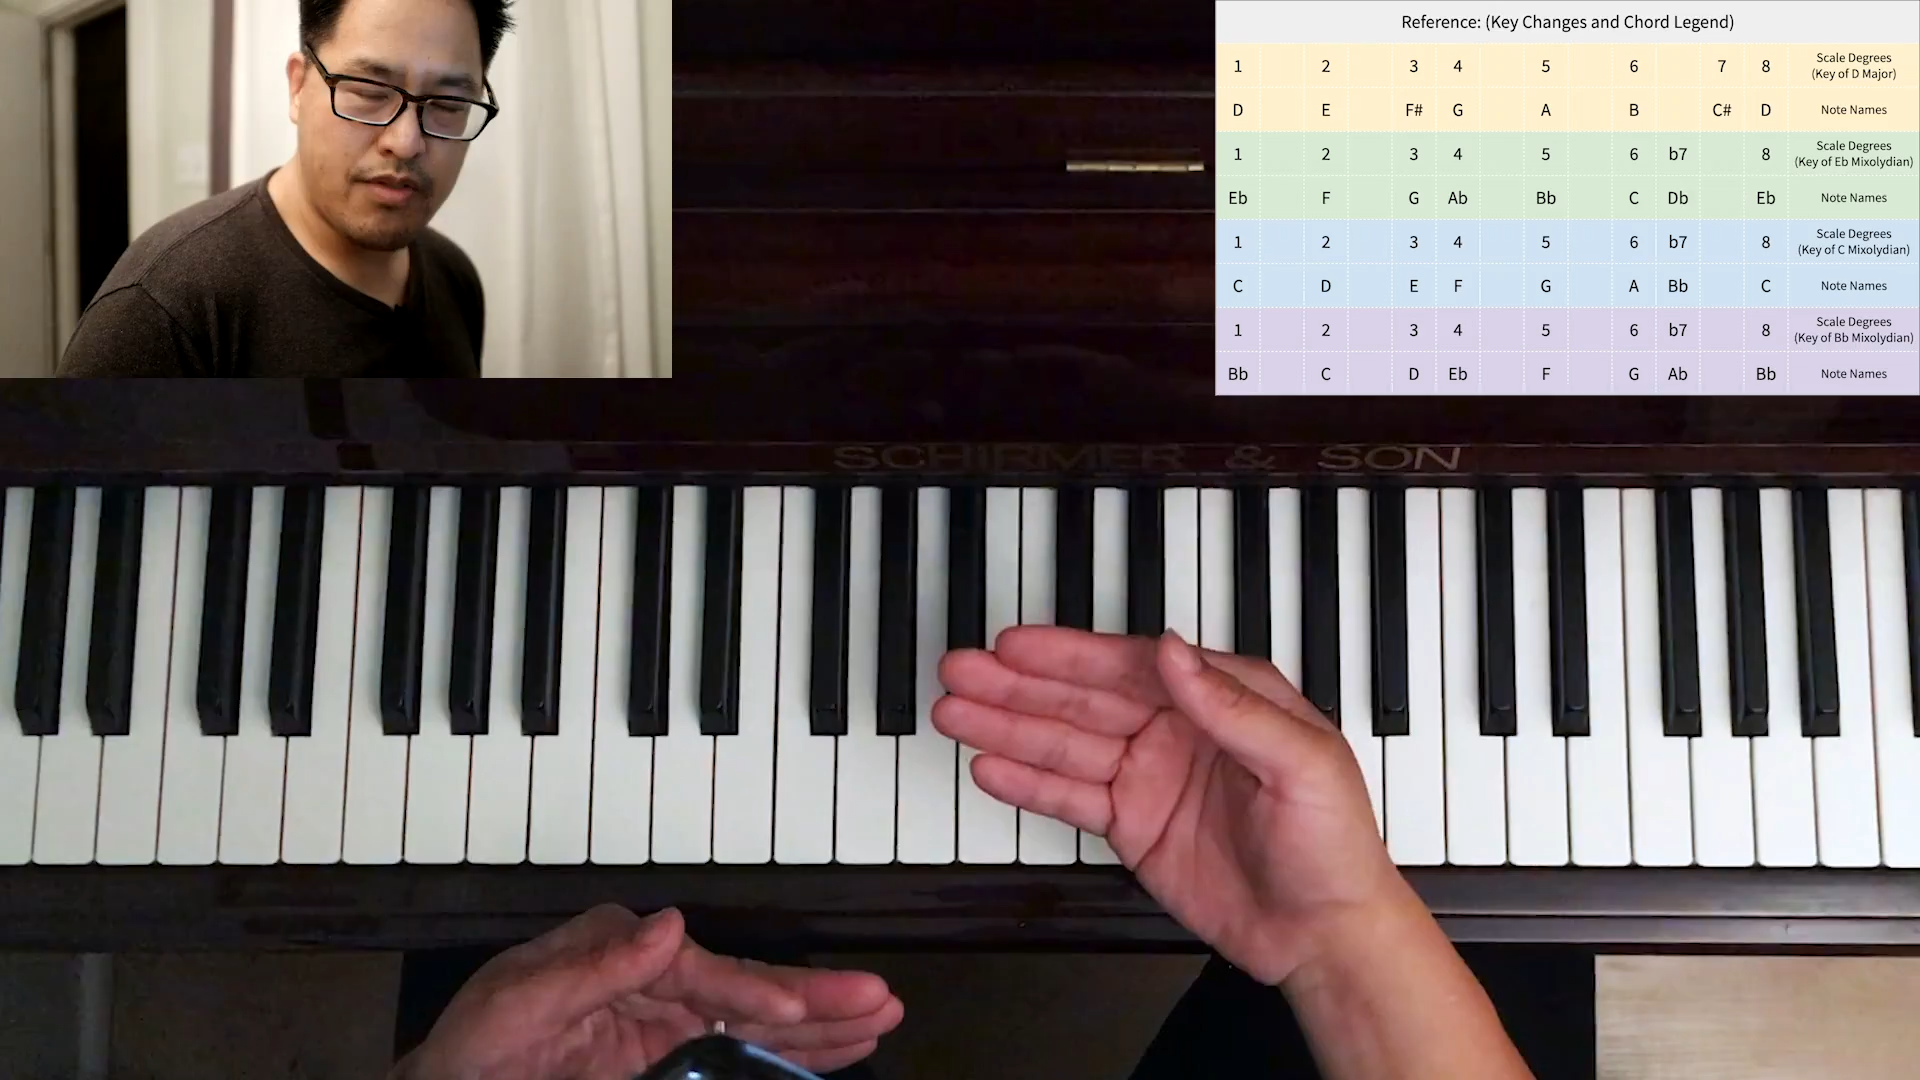 Reference: (Key Changes and Chord Legend)
1 2 3 4 5 6 7 8 Scale Degrees (Key of D Major)
D E F# G A B C# D Note Names
1 2 3 4 5 6 b7 8 Scale Degrees (Key of Eb Mixolydian)
Eb F G Ab Bb C Db Eb Note Names
1 2 3 4 5 6 b7 8 Scale Degrees (Key of C Mixolydian)
C D E F G A Bb C Note Names
1 2 3 4 5 6 b7 8 Scale Degrees (Key of Bb Mixolydian)
Bb C D Eb F G Ab Bb Note Names
SCHIRMER & SON